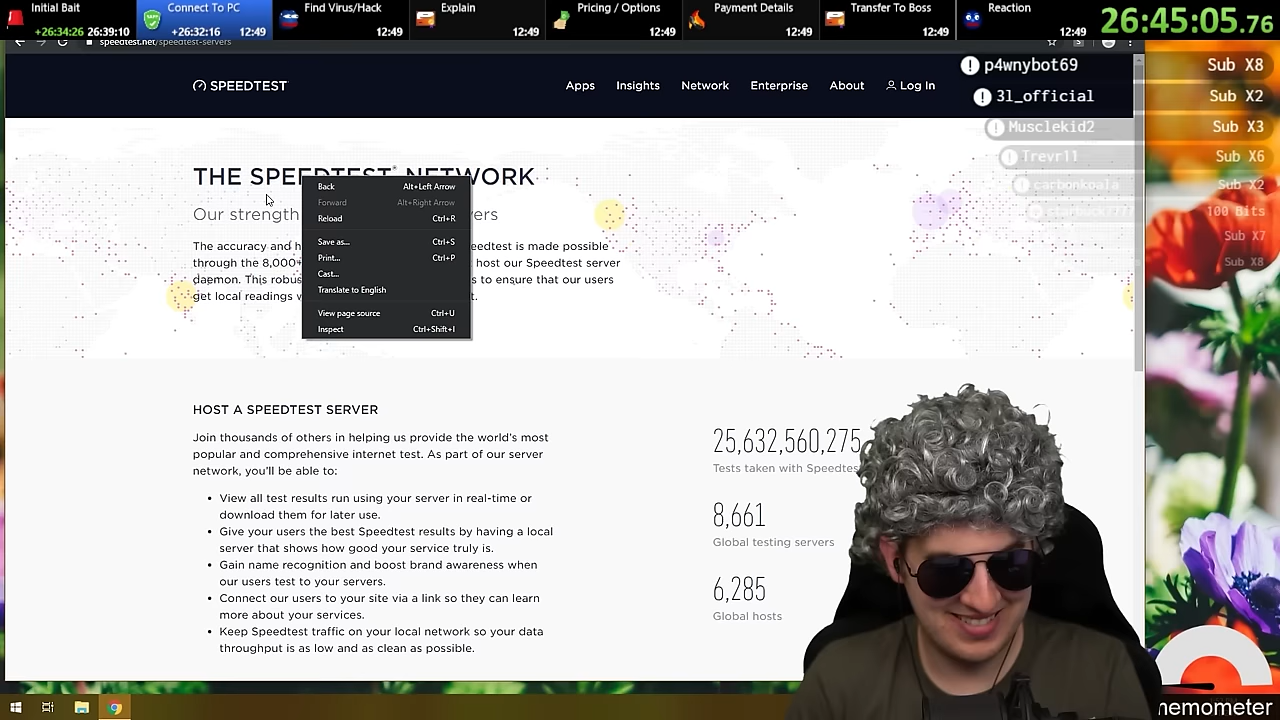 Initial Bait
+26:34:26 26:39:10
Connect To PC
+26:32:16 12:49
Find Virus/Hack
12:49
Explain
12:49
Pricing / Options
12:49
Payment Details
12:49
Transfer To Boss
12:49
Reaction
12:49
26:45:05.76
speedtest.net/speedtest-servers
SPEEDTEST
Apps
Insights
Network
Enterprise
About
Log In
p4wnybot69 Sub X8
3l_official Sub X2
Musclekid2 Sub X3
Trevr11 Sub X6
carbonkoala Sub X2
100 Bits
Sub X7
Sub X8
THE SPEEDTEST® NETWORK
Our strength
ers
The accuracy and h
eedtest is made possible
through the 8,000+
host our Speedtest server
daemon. This robus
s to ensure that our users
get local readings w
t.
Back Alt+Left Arrow
Forward Alt+Right Arrow
Reload Ctrl+R
Save as... Ctrl+S
Print... Ctrl+P
Cast...
Translate to English
View page source Ctrl+U
Inspect Ctrl+Shift+I
HOST A SPEEDTEST SERVER
Join thousands of others in helping us provide the world's most
popular and comprehensive internet test. As part of our server
network, you'll be able to:
• View all test results run using your server in real-time or
download them for later use.
• Give your users the best Speedtest results by having a local
server that shows how good your service truly is.
• Gain name recognition and boost brand awareness when
our users test to your servers.
• Connect our users to your site via a link so they can learn
more about your services.
• Keep Speedtest traffic on your local network so your data
throughput is as low and as clean as possible.
25,632,560,275
Tests taken with Speedtes
8,661
Global testing servers
6,285
Global hosts
nemometer